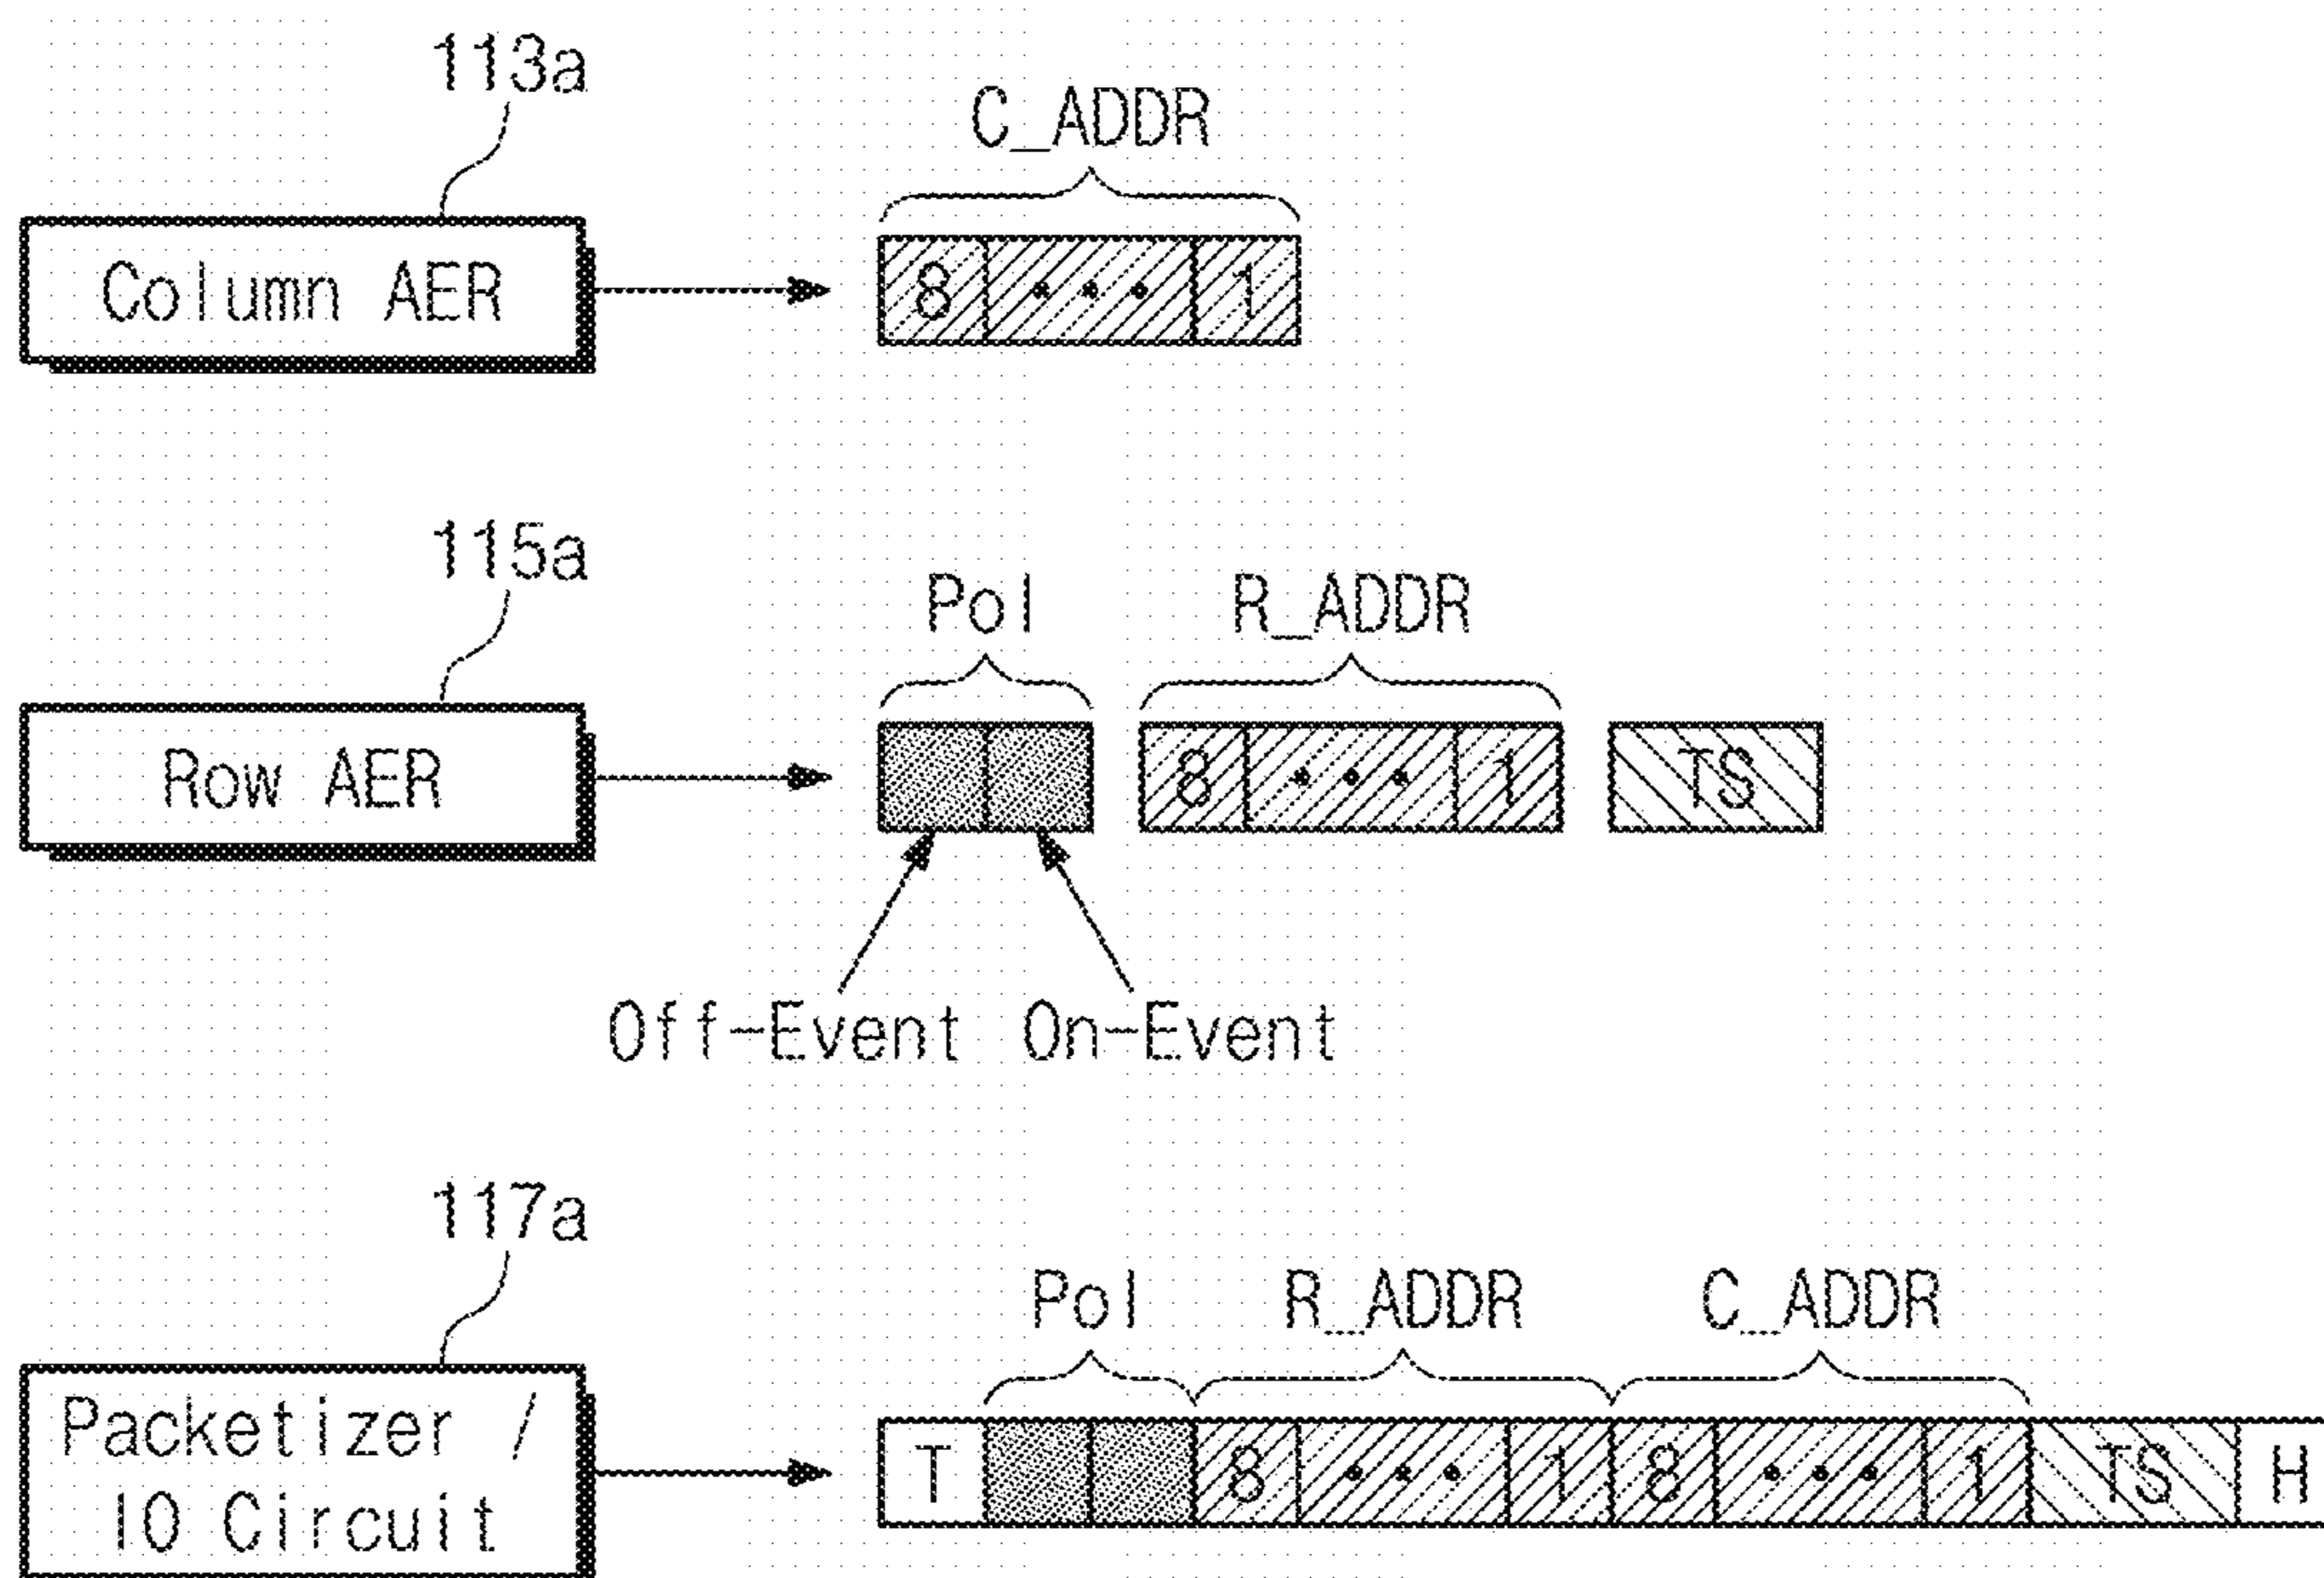 113a
C_ADDR
Column AER
8 • • • 1
115a
Pol R_ADDR
Row AER
8 • • • 1 TS
Off-Event On-Event
117a
Pol R_ADDR C_ADDR
Packetizer /
IO Circuit
T 8 • • • 1 8 • • • 1 TS H